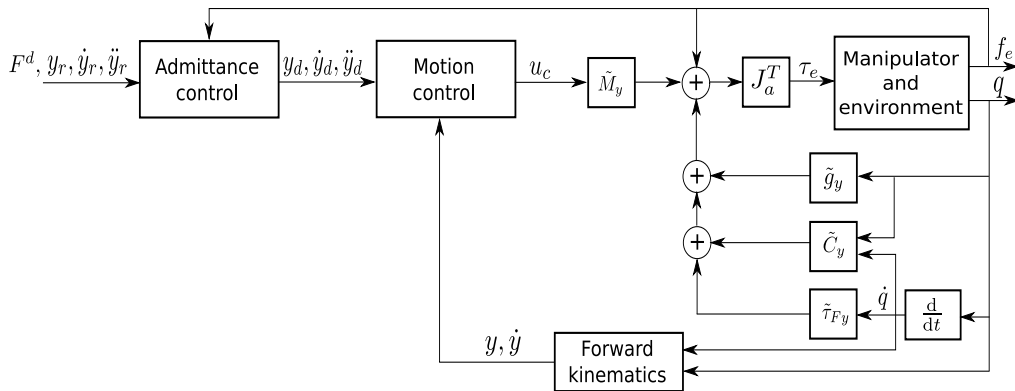 F^d, y_r, ẏ_r, ÿ_r
Admittance
control
y_d, ẏ_d, ÿ_d
Motion
control
u_c
M̃_y
+
J_a^T
τ_e
Manipulator
and
environment
f_e
q
+
g̃_y
+
C̃_y
τ̃_{Fy}
q̇
d
dt
y, ẏ
Forward
kinematics